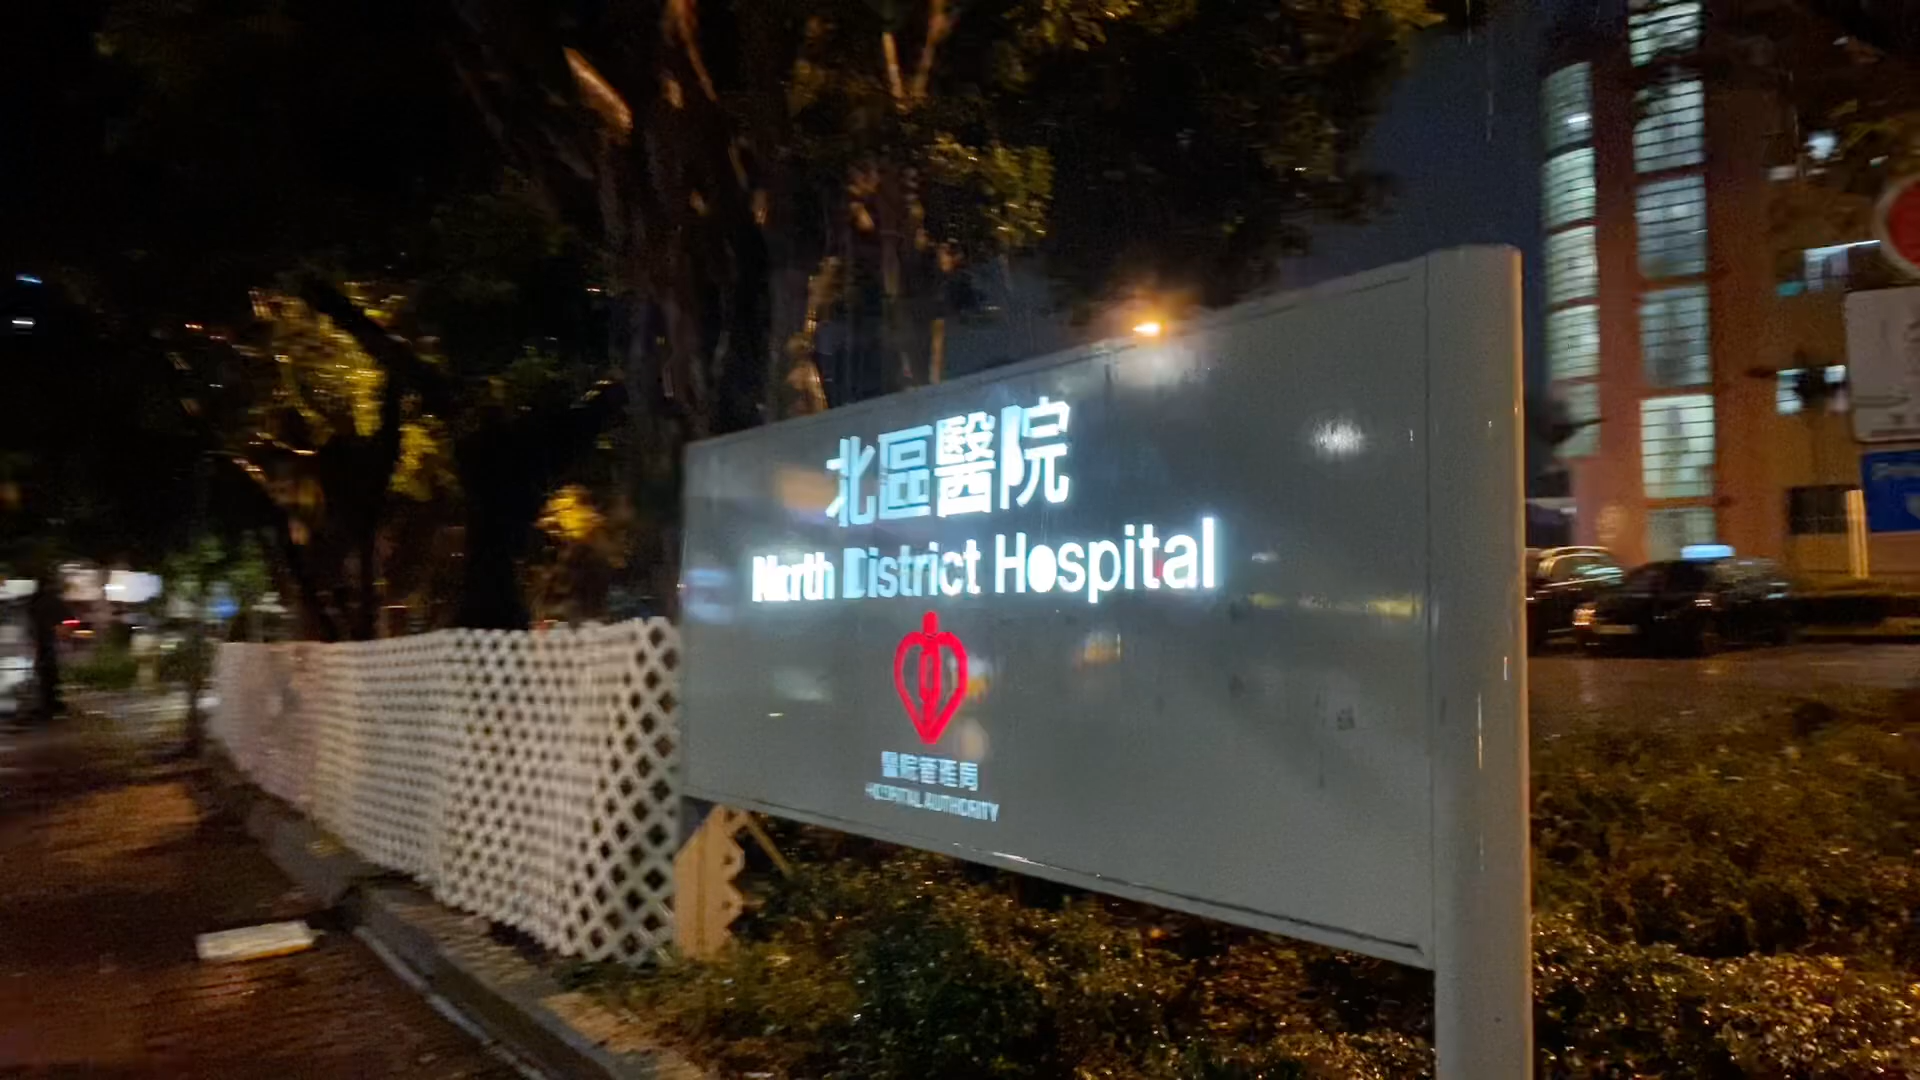 北區醫院
North District Hospital
醫院管理局
HOSPITAL AUTHORITY